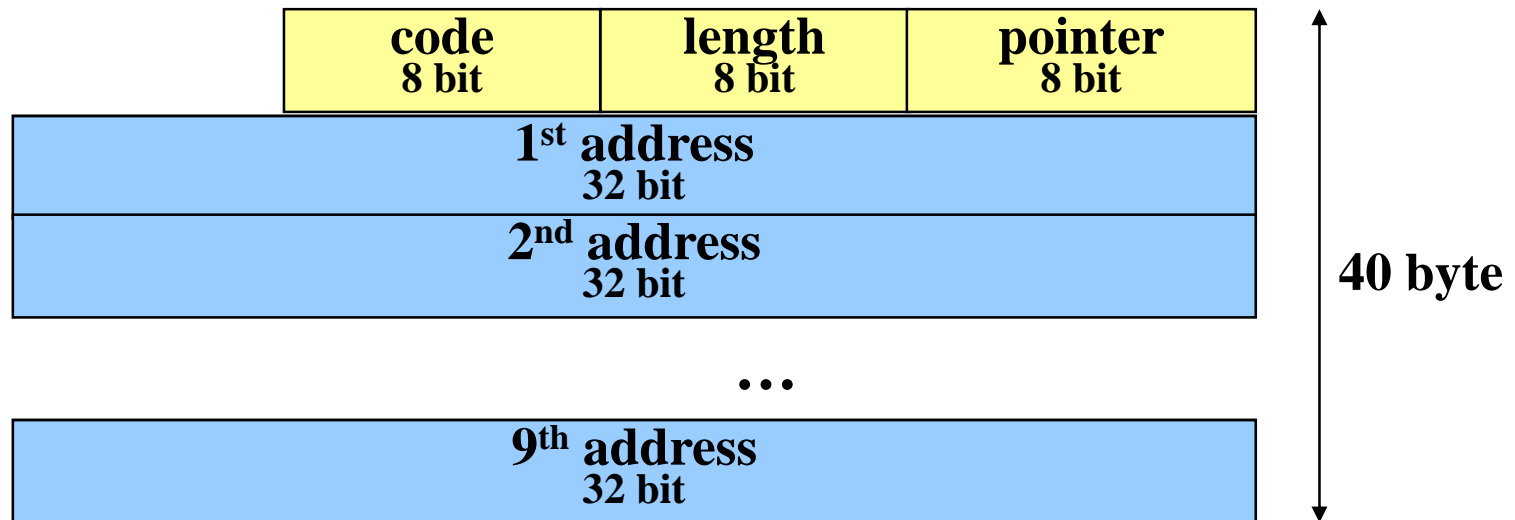 code length pointer
8 bit 8 bit 8 bit
1st address
32 bit
2nd address
32 bit
40 byte
...
9th address
32 bit